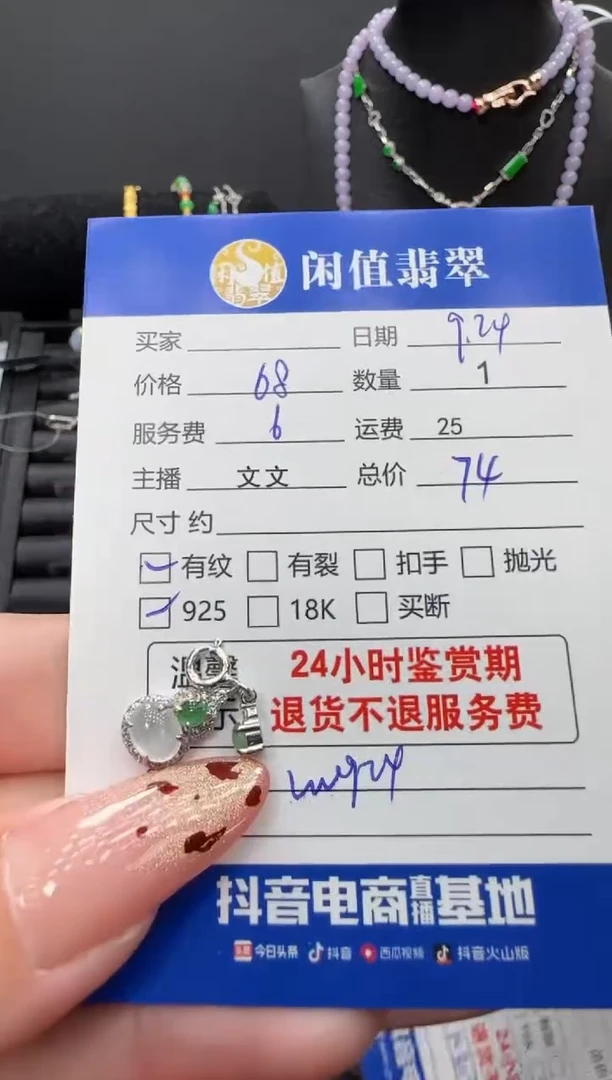 闲值翡翠
买家 日期 9.24
价格 68 数量 1
服务费 6 运费 25
主播 文文 总价 74
尺寸 约
有纹 有裂 扣手 抛光
925 18K 买断
温馨 24小时鉴赏期
示 退货不退服务费
抖音电商直播基地
今日头条 抖音 西瓜视频 抖音火山版